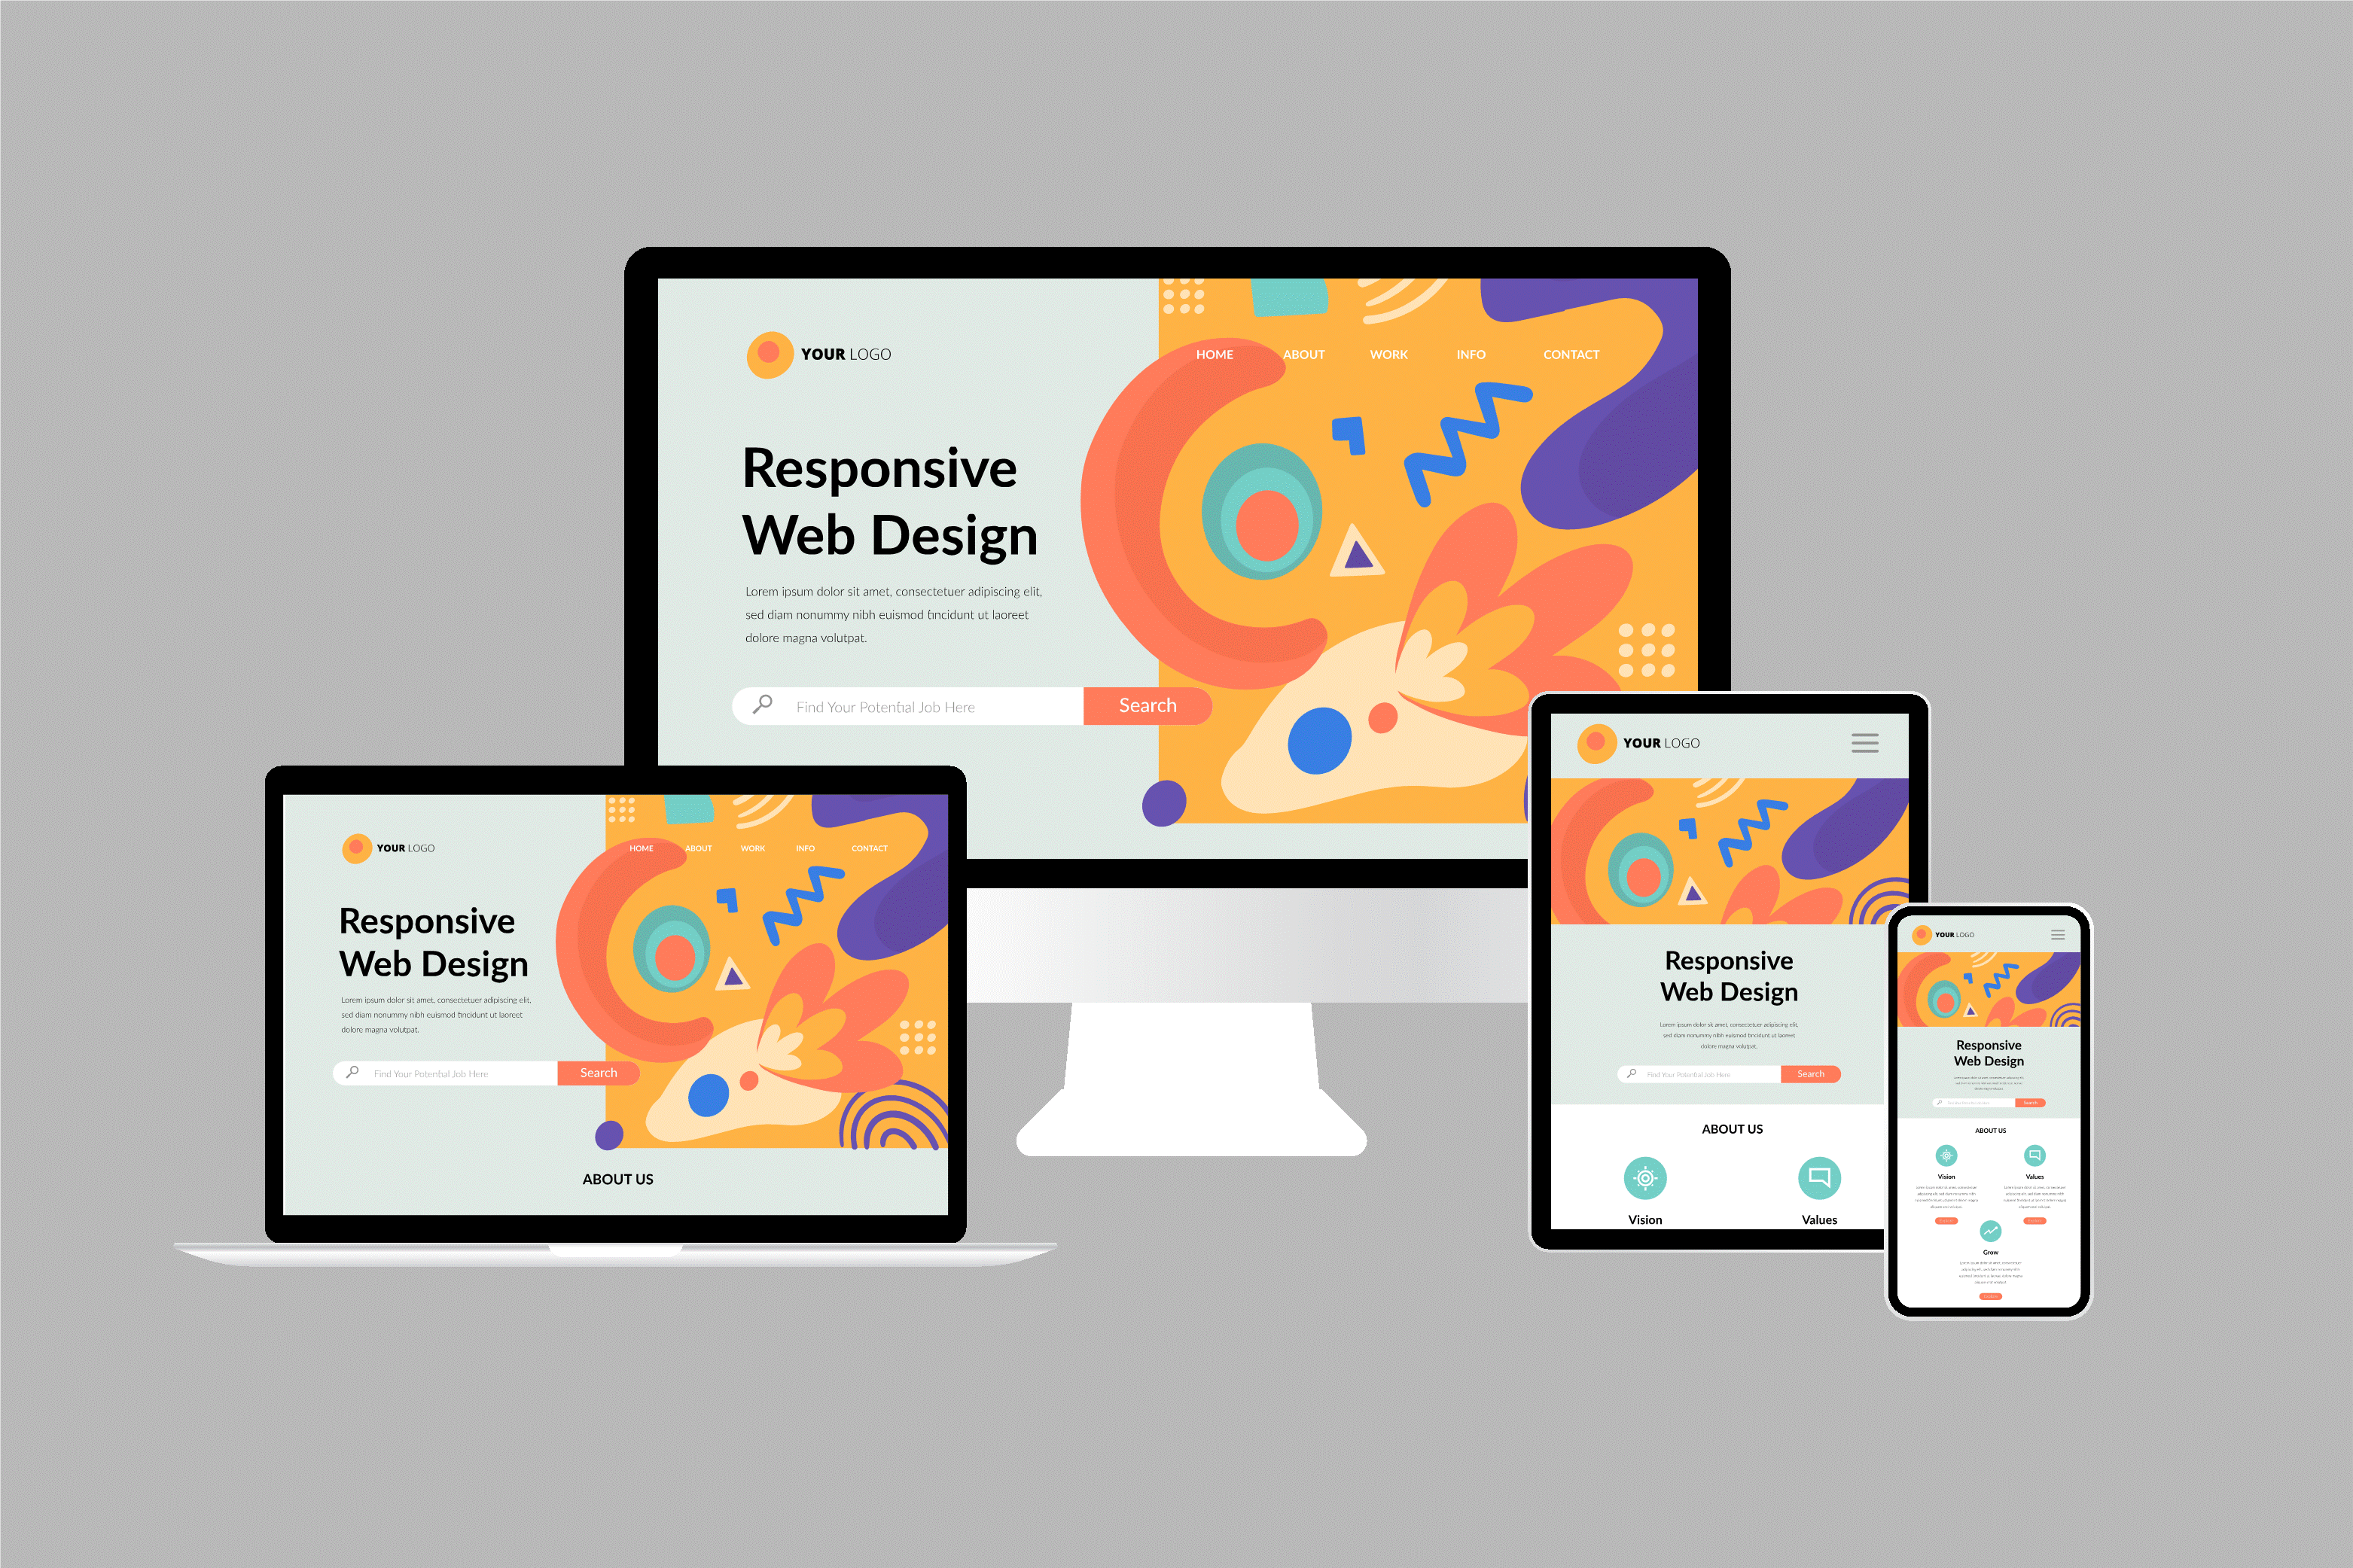 YOUR LOGO
HOME ABOUT WORK INFO CONTACT
Responsive
Web Design
Lorem ipsum dolor sit amet, consectetuer adipiscing elit,
sed diam nonummy nibh euismod tincidunt ut laoreet
dolore magna volutpat.
Find Your Potential Job Here
Search
YOUR LOGO
HOME ABOUT WORK INFO CONTACT
Responsive
Web Design
Lorem ipsum dolor sit amet, consectetuer adipiscing elit,
sed diam nonummy nibh euismod tincidunt ut laoreet
dolore magna volutpat.
Find Your Potential Job Here
Search
ABOUT US
YOUR LOGO
Responsive
Web Design
Lorem ipsum dolor sit amet, consectetuer adipiscing elit,
sed diam nonummy nibh euismod tincidunt ut laoreet
dolore magna volutpat.
Find Your Potential Job Here
Search
ABOUT US
Vision
Values
YOUR LOGO
Responsive
Web Design
Search
ABOUT US
Vision
Values
Grow